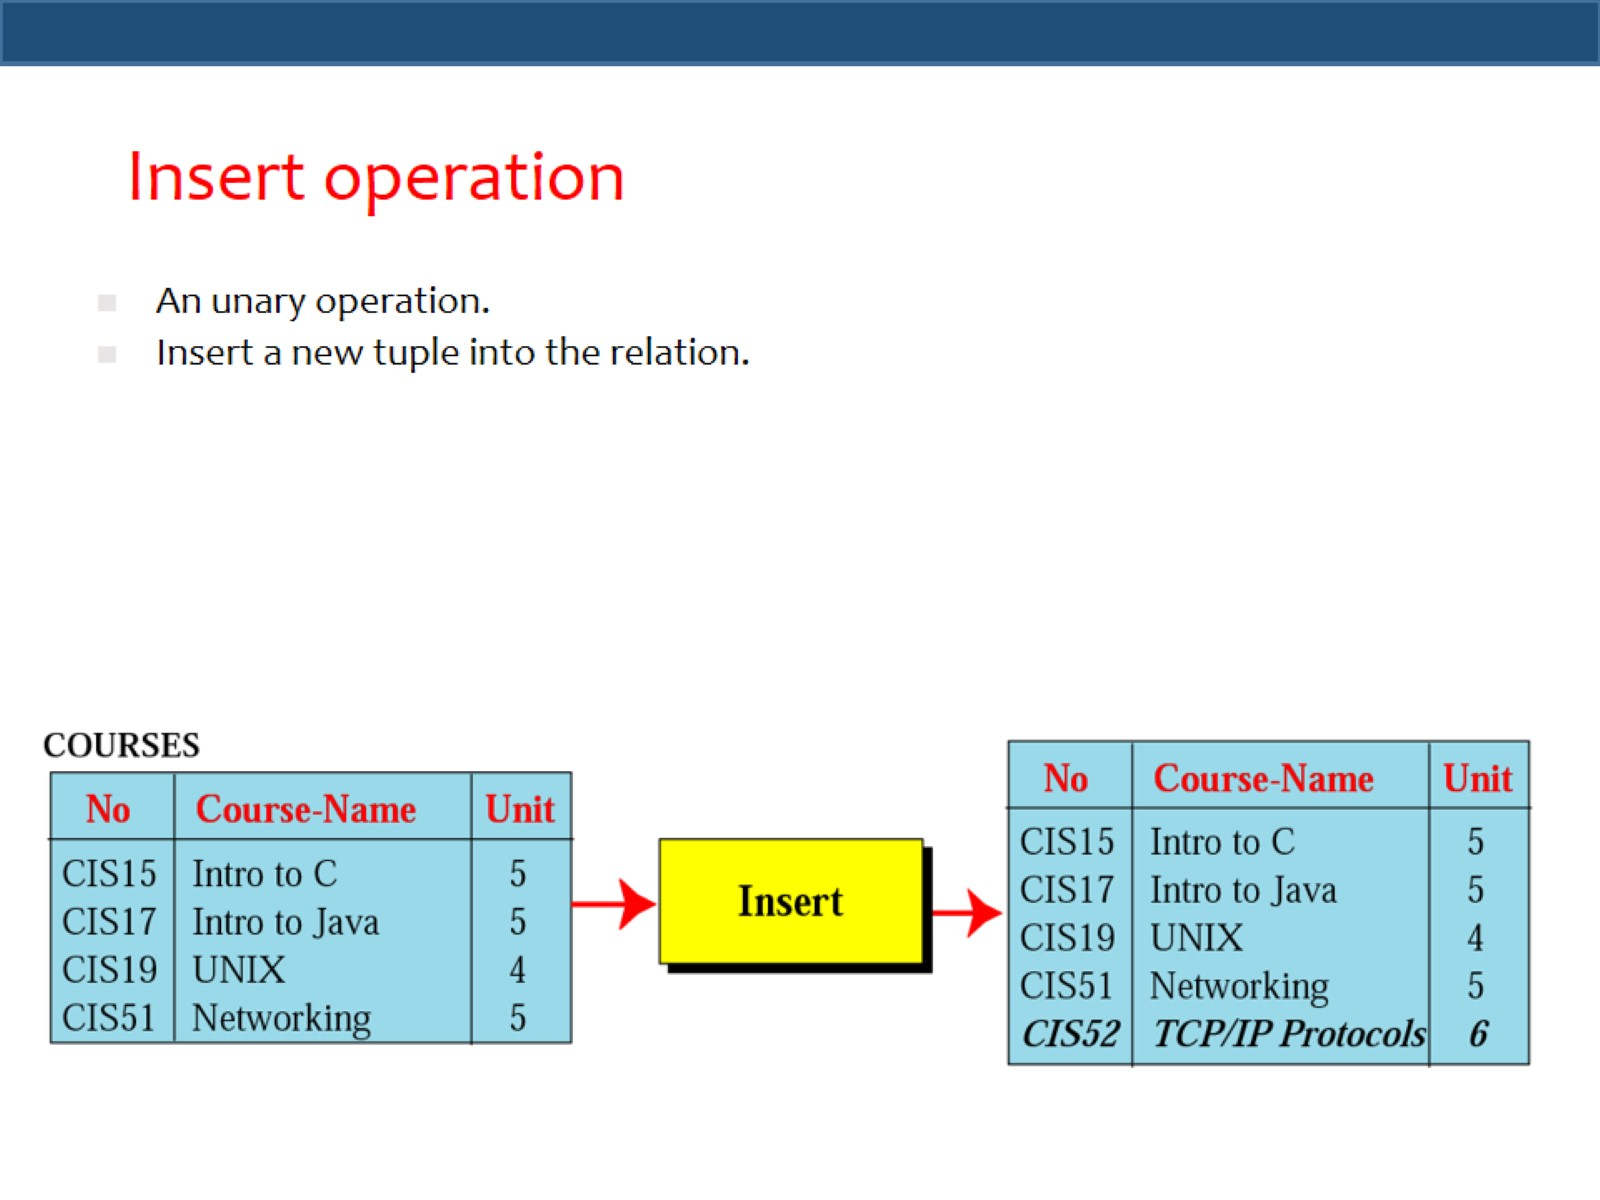 Insert operation
An unary operation.
Insert a new tuple into the relation.
COURSES
No Course-Name Unit
CIS15 Intro to C 5
CIS17 Intro to Java 5
CIS19 UNIX 4
CIS51 Networking 5
Insert
No Course-Name Unit
CIS15 Intro to C 5
CIS17 Intro to Java 5
CIS19 UNIX 4
CIS51 Networking 5
CIS52 TCP/IP Protocols 6